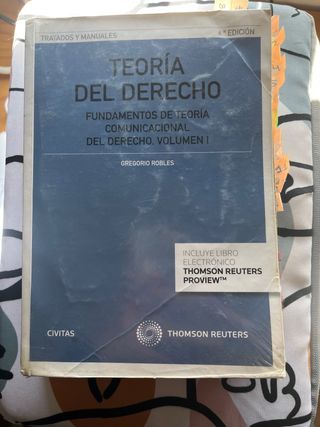 TRATADOS Y MANUALES
EDICIÓN
TEORÍA
DEL DERECHO
FUNDAMENTOS DE TEORÍA
COMUNICACIONAL
DEL DERECHO. VOLUMEN I
GREGORIO ROBLES
INCLUYE LIBRO
ELECTRÓNICO
THOMSON REUTERS
PROVIEW™
CIVITAS
THOMSON REUTERS